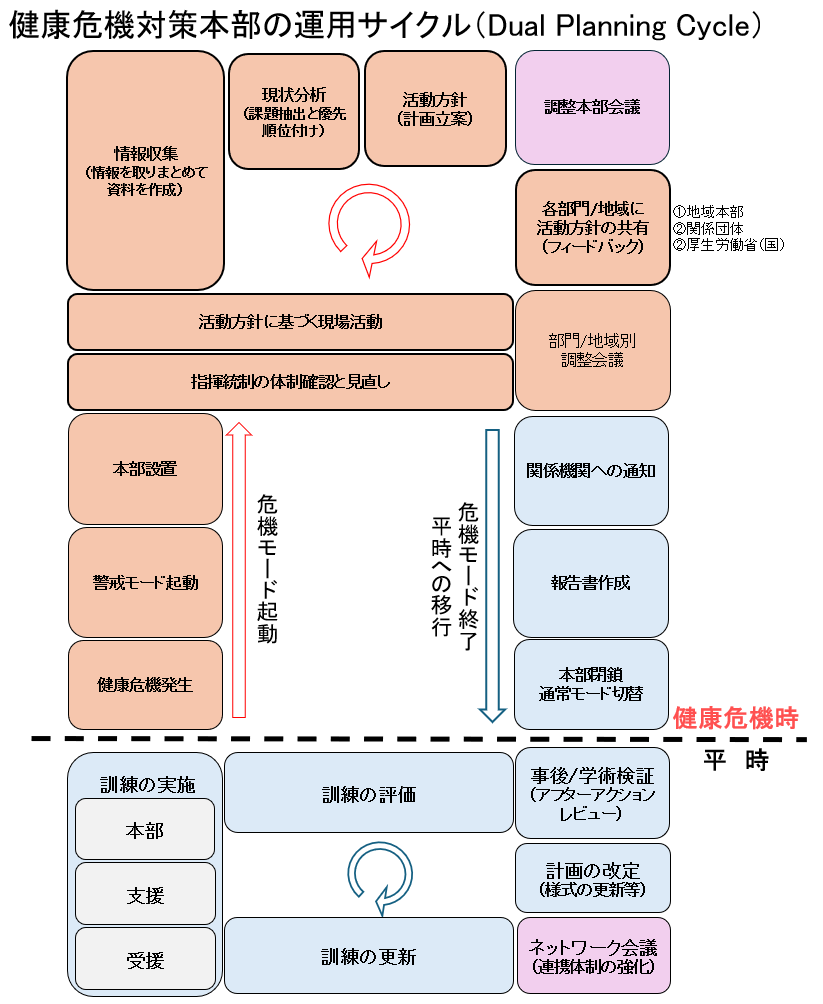 健康危機対策本部の運用サイクル(Dual Planning Cycle)
情報収集
(情報を取りまとめて
資料を作成)
現状分析
(課題抽出と優先
順位付け)
活動方針
(計画立案)
調整本部会議
各部門/地域に
活動方針の共有
(フィードバック)
①地域本部
②関係団体
②厚生労働省(国)
活動方針に基づく現場活動
指揮統制の体制確認と見直し
部門/地域別
調整会議
本部設置
警戒モード起動
健康危機発生
危機モード起動
危機モード終了
平時への移行
関係機関への通知
報告書作成
本部閉鎖
通常モード切替
健康危機時
平 時
訓練の実施
本部
支援
受援
訓練の評価
訓練の更新
事後/学術検証
(アフターアクション
レビュー)
計画の改定
(様式の更新等)
ネットワーク会議
(連携体制の強化)